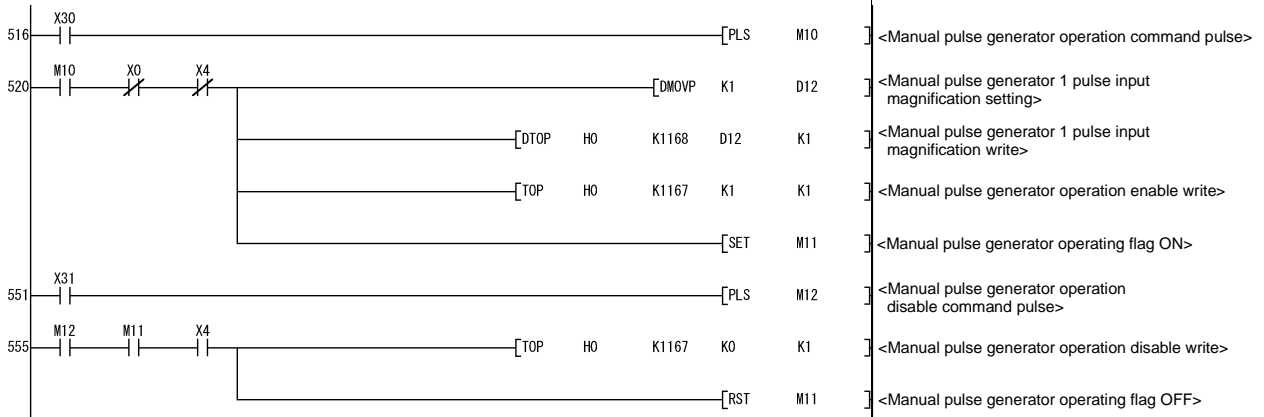 X30
516 [PLS M10 ] <Manual pulse generator operation command pulse>
M10 X0 X4
520 [DMOVP K1 D12 ] <Manual pulse generator 1 pulse input
magnification setting>
[DTOP H0 K1168 D12 K1 ] <Manual pulse generator 1 pulse input
magnification write>
[TOP H0 K1167 K1 K1 ] <Manual pulse generator operation enable write>
[SET M11 ] <Manual pulse generator operating flag ON>
X31
551 [PLS M12 ] <Manual pulse generator operation
disable command pulse>
M12 M11 X4
555 [TOP H0 K1167 K0 K1 ] <Manual pulse generator operation disable write>
[RST M11 ] <Manual pulse generator operating flag OFF>